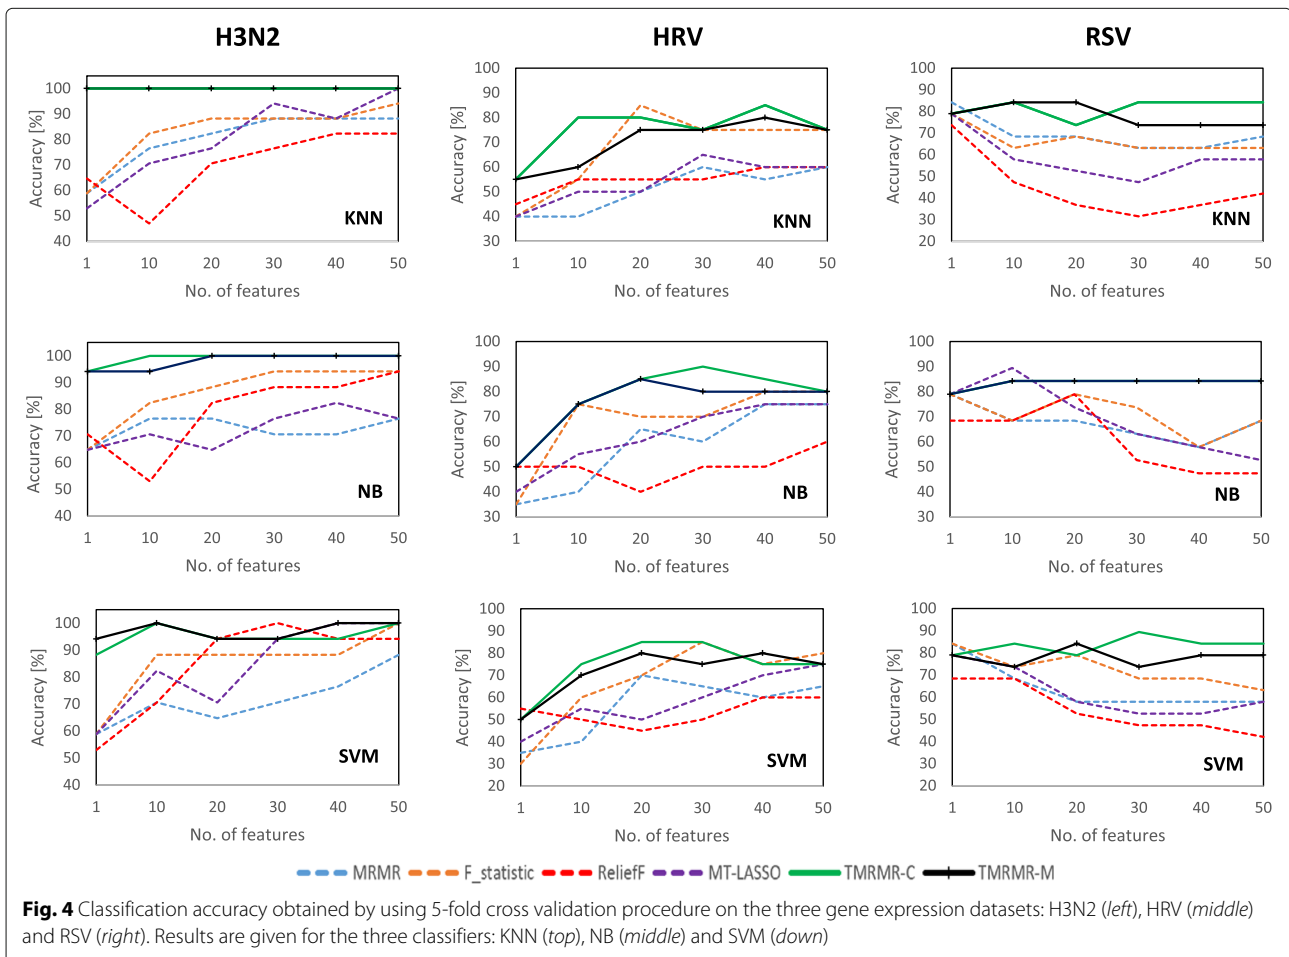 H3N2
HRV
RSV
Accuracy [%]
100
90
80
70
60
50
40
KNN
1 10 20 30 40 50
No. of features
Accuracy [%]
100
90
80
70
60
50
40
30
KNN
1 10 20 30 40 50
No. of features
Accuracy [%]
100
90
80
70
60
50
40
30
20
KNN
1 10 20 30 40 50
No. of features
Accuracy [%]
100
90
80
70
60
50
40
NB
1 10 20 30 40 50
No. of features
Accuracy [%]
100
90
80
70
60
50
40
30
NB
1 10 20 30 40 50
No. of features
Accuracy [%]
100
90
80
70
60
50
40
30
NB
1 10 20 30 40 50
No. of features
Accuracy [%]
100
90
80
70
60
50
40
SVM
1 10 20 30 40 50
No. of features
Accuracy [%]
100
90
80
70
60
50
40
30
20
SVM
1 10 20 30 40 50
No. of features
Accuracy [%]
100
90
80
70
60
50
40
30
20
SVM
1 10 20 30 40 50
No. of features
MRMR F_statistic ReliefF MT-LASSO TMRMR-C TMRMR-M
Fig. 4 Classification accuracy obtained by using 5-fold cross validation procedure on the three gene expression datasets: H3N2 (left), HRV (middle)
and RSV (right). Results are given for the three classifiers: KNN (top), NB (middle) and SVM (down)